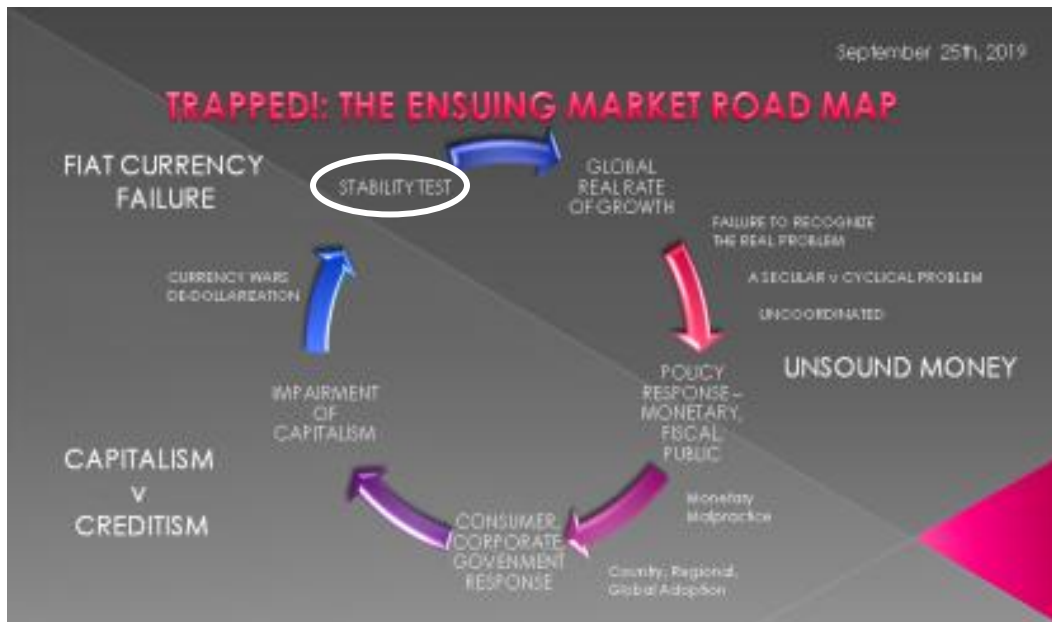 September 25th, 2019
TRAPPED!: THE ENSUING MARKET ROAD MAP
FIAT CURRENCY
FAILURE
STABILITY TEST
GLOBAL
REAL RATE
OF GROWTH
FAILURE TO RECOGNIZE
THE REAL PROBLEM
A SECULAR v CYCLICAL PROBLEM
UNCOORDINATED
CURRENCY WARS
DE-DOLLARIZATION
UNSOUND MONEY
POLICY
RESPONSE –
MONETARY,
FISCAL,
PUBLIC
IMPAIRMENT
OF
CAPITALISM
CAPITALISM
v
CREDITISM
Monetary
Malpractice
CONSUMER,
CORPORATE,
GOVENMENT
RESPONSE
Country, Regional,
Global Adoption